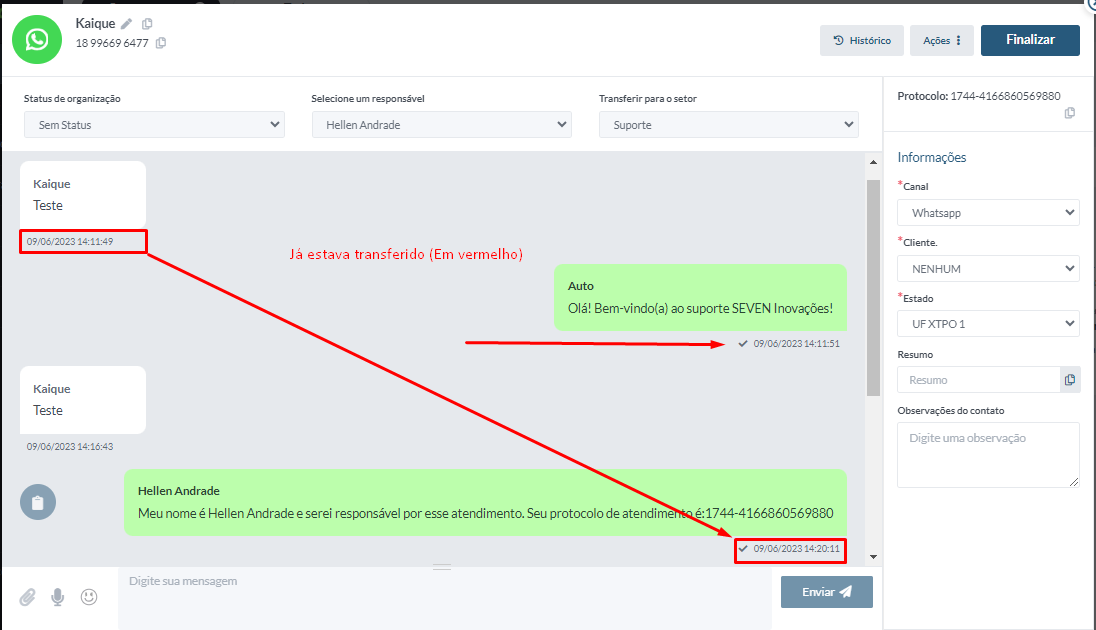 Kaique
18 99669 6477
Histórico
Ações
Finalizar
Status de organização
Selecione um responsável
Transferir para o setor
Sem Status
Hellen Andrade
Suporte
Protocolo: 1744-4166860569880
Kaique
Teste
09/06/2023 14:11:49
Já estava transferido (Em vermelho)
Auto
Olá! Bem-vindo(a) ao suporte SEVEN Inovações!
09/06/2023 14:11:51
Kaique
Teste
09/06/2023 14:16:43
Hellen Andrade
Meu nome é Hellen Andrade e serei responsável por esse atendimento. Seu protocolo de atendimento é:1744-4166860569880
09/06/2023 14:20:11
Digite sua mensagem
Enviar
Informações
*Canal
Whatsapp
*Cliente.
NENHUM
*Estado
UF XTPO 1
Resumo
Resumo
Observações do contato
Digite uma observação